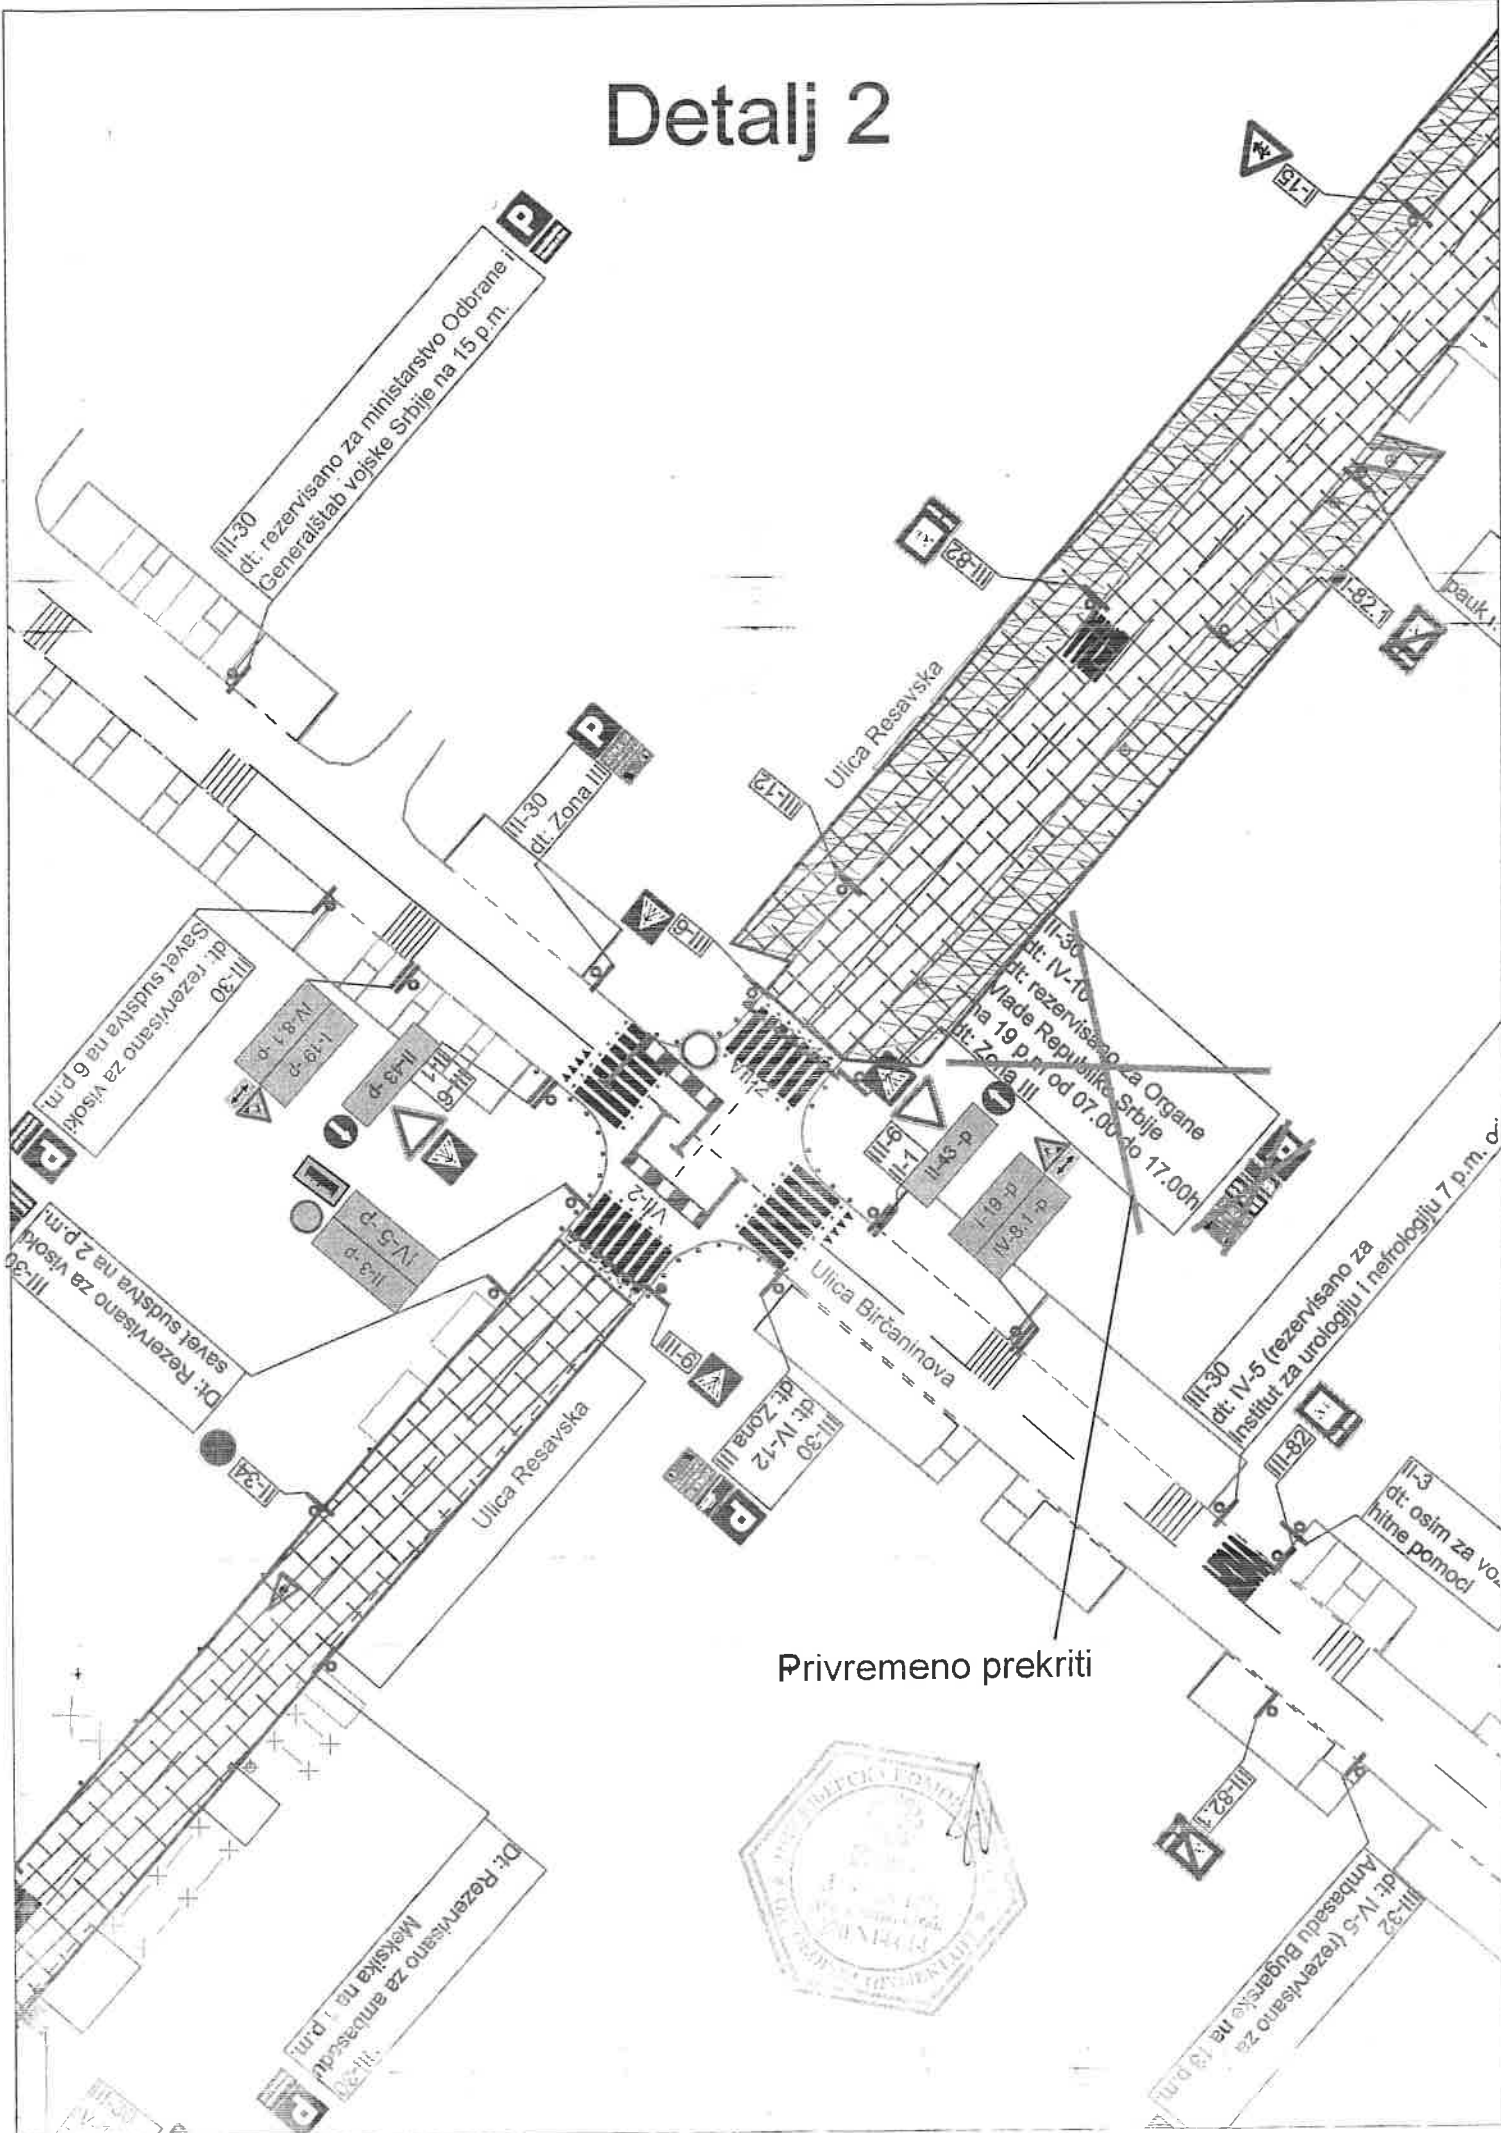 Detalj 2
I-15
III-30
dt: rezervisano za ministarstvo Odbrane i
Generalštab vojske Srbije na 15 p.m.
P
III-82
H
II-82.1
pauk
Ulica Resavska
III-12
P
III-30
dt: Zona III
III-6
III-30
dt: IV-10
dt: rezervisano za Organe
Vlade Republike Srbije
na 19 p.m od 07.00 do 17.00h
dt: Zona III
III-30
dt: rezervisano za visoki
Savet sudstva na 6 p.m.
P
I-19-p
IV-8.1-p
II-43-p
III-6
II-1
VII-2
VII-2
III-6
II-1
II-43-p
I-19-p
IV-8.1-p
IV-5-p
II-3-p
III-30
Dt: Rezervisano za visoki
savet sudstva na 2 p.m.
II-34
III-6
Ulica Resavska
Ulica Birčaninova
III-30
dt: IV-12
dt: Zona III
P
III-30
dt: IV-5 (rezervisano za
Institut za urologiju i nefrologiju 7 p.m.
III-82
H
II-3
dt: osim za voz
hitne pomoci
Privremeno prekriti
III-82.1
III-32
dt: IV-5 (rezervisano za
Ambasadu Bugarske na 13 p.m.
III-30
Dt: Rezervisano za ambasadu
Meksika na 1 p.m.
P
III-30